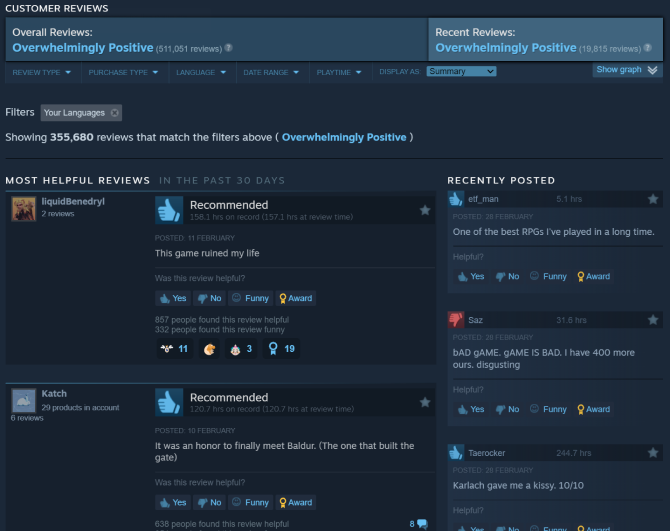 CUSTOMER REVIEWS
Overall Reviews:
Overwhelmingly Positive (511,051 reviews) ?
Recent Reviews:
Overwhelmingly Positive (19,815 reviews) ?
REVIEW TYPE PURCHASE TYPE LANGUAGE DATE RANGE PLAYTIME DISPLAY AS: Summary Show graph
Filters Your Languages
Showing 355,680 reviews that match the filters above ( Overwhelmingly Positive )
MOST HELPFUL REVIEWS IN THE PAST 30 DAYS
liquidBenedryl
2 reviews
Recommended
158.1 hrs on record (157.1 hrs at review time)
POSTED: 11 FEBRUARY
This game ruined my life
Was this review helpful?
Yes No Funny Award
857 people found this review helpful
332 people found this review funny
11 3 19
Katch
29 products in account
6 reviews
Recommended
120.7 hrs on record (120.7 hrs at review time)
POSTED: 10 FEBRUARY
It was an honor to finally meet Baldur. (The one that built the
gate)
Was this review helpful?
Yes No Funny Award
638 people found this review helpful 8
RECENTLY POSTED
etf_man 5.1 hrs
POSTED: 28 FEBRUARY
One of the best RPGs I've played in a long time.
Helpful?
Yes No Funny Award
Saz 31.6 hrs
POSTED: 28 FEBRUARY
bAD gAME. gAME IS BAD. I have 400 more
ours. disgusting
Helpful?
Yes No Funny Award
Taerocker 244.7 hrs
POSTED: 28 FEBRUARY
Karlach gave me a kissy. 10/10
Helpful?
Yes No Funny Award